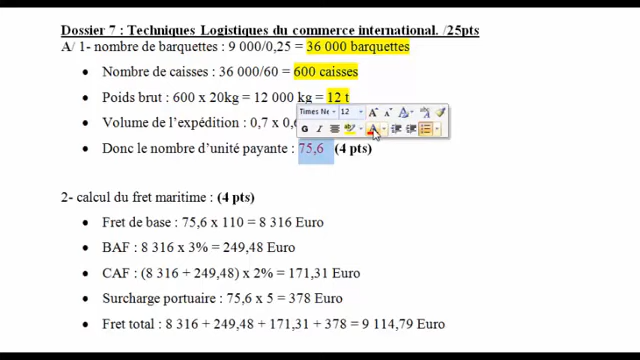 Dossier 7 : Techniques Logistiques du commerce international. /25pts
A/ 1- nombre de barquettes : 9 000/0,25 = 36 000 barquettes
• Nombre de caisses : 36 000/60 = 600 caisses
• Poids brut : 600 x 20kg = 12 000 kg = 12 t
Times Ne 12
• Volume de l'expédition : 0,7 x 0,6
G I
• Donc le nombre d'unité payante : 75,6 (4 pts)
2- calcul du fret maritime : (4 pts)
• Fret de base : 75,6 x 110 = 8 316 Euro
• BAF : 8 316 x 3% = 249,48 Euro
• CAF : (8 316 + 249,48) x 2% = 171,31 Euro
• Surcharge portuaire : 75,6 x 5 = 378 Euro
• Fret total : 8 316 + 249,48 + 171,31 + 378 = 9 114,79 Euro